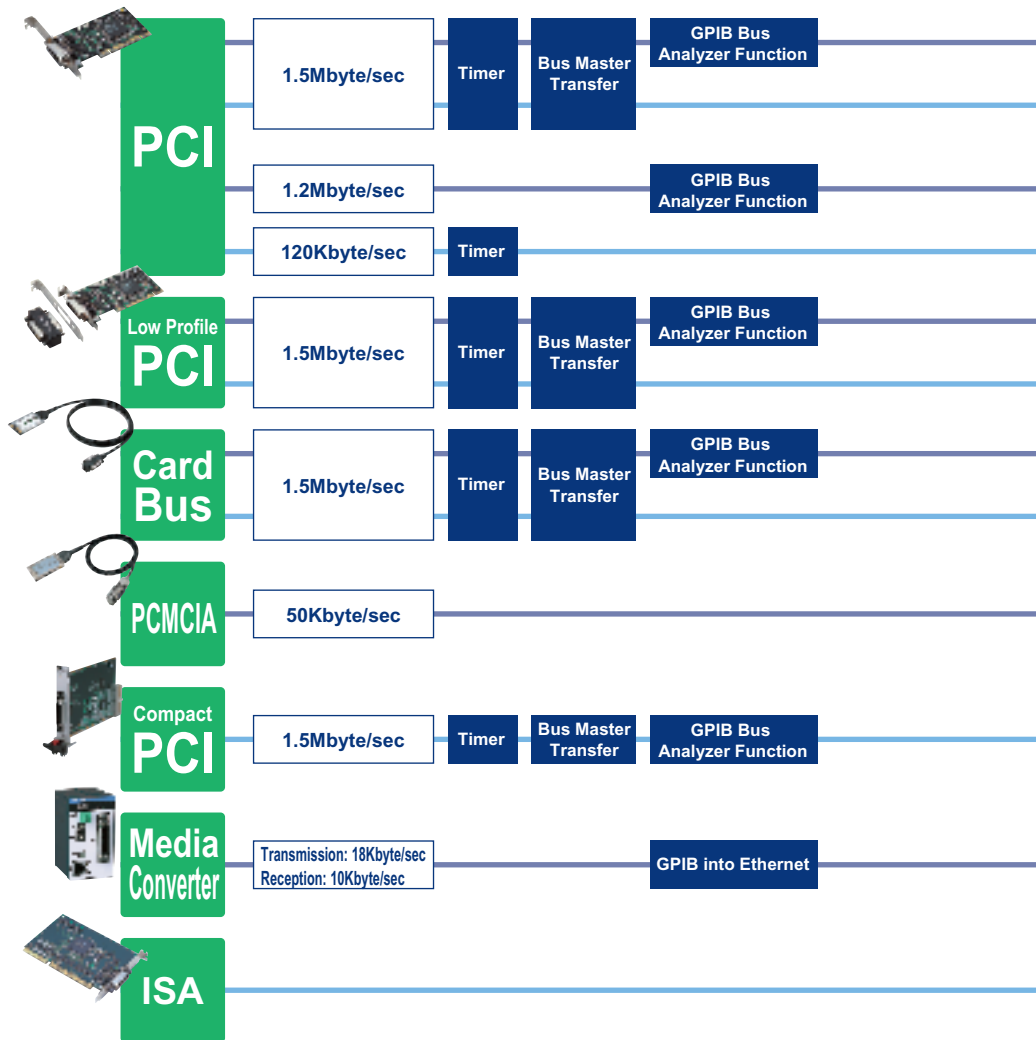 PCI
1.5Mbyte/sec
Timer
Bus Master
Transfer
GPIB Bus
Analyzer Function
1.2Mbyte/sec
GPIB Bus
Analyzer Function
120Kbyte/sec
Timer
Low Profile
PCI
1.5Mbyte/sec
Timer
Bus Master
Transfer
GPIB Bus
Analyzer Function
Card
Bus
1.5Mbyte/sec
Timer
Bus Master
Transfer
GPIB Bus
Analyzer Function
PCMCIA
50Kbyte/sec
Compact
PCI
1.5Mbyte/sec
Timer
Bus Master
Transfer
GPIB Bus
Analyzer Function
Media
Converter
Transmission: 18Kbyte/sec
Reception: 10Kbyte/sec
GPIB into Ethernet
ISA